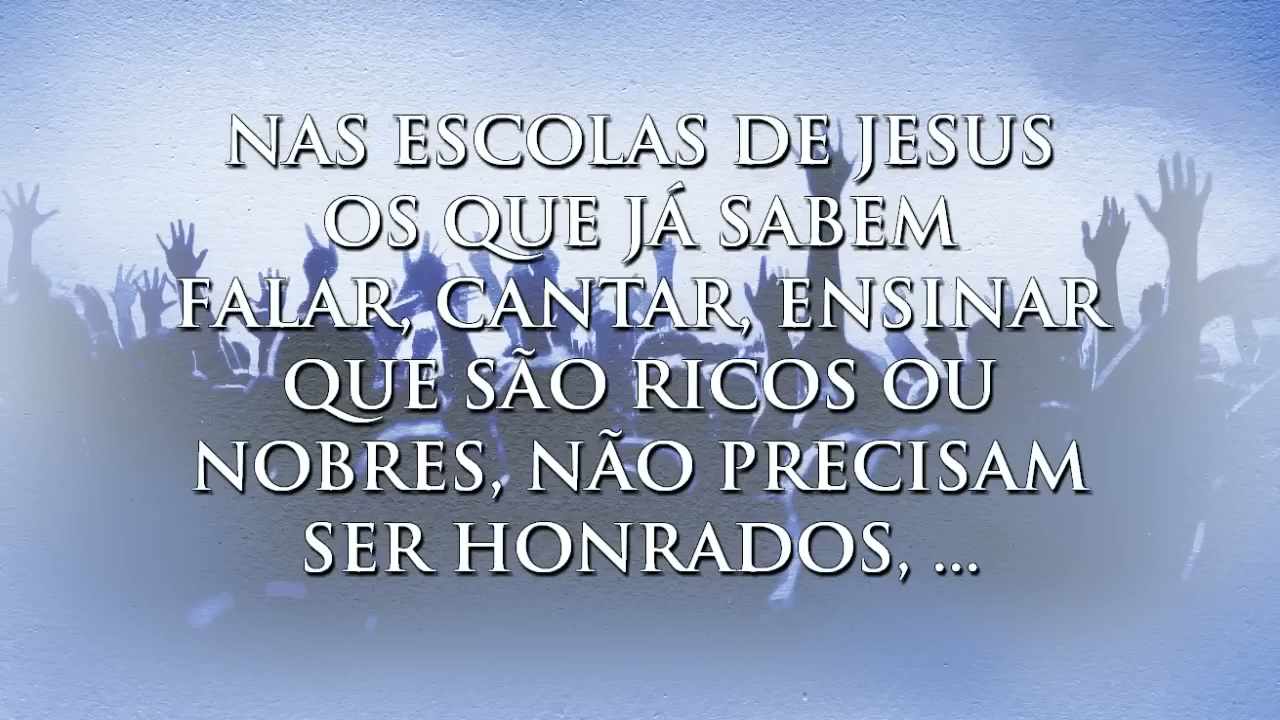 NAS ESCOLAS DE JESUS
OS QUE JÁ SABEM
FALAR, CANTAR, ENSINAR
QUE SÃO RICOS OU
NOBRES, NÃO PRECISAM
SER HONRADOS, ...